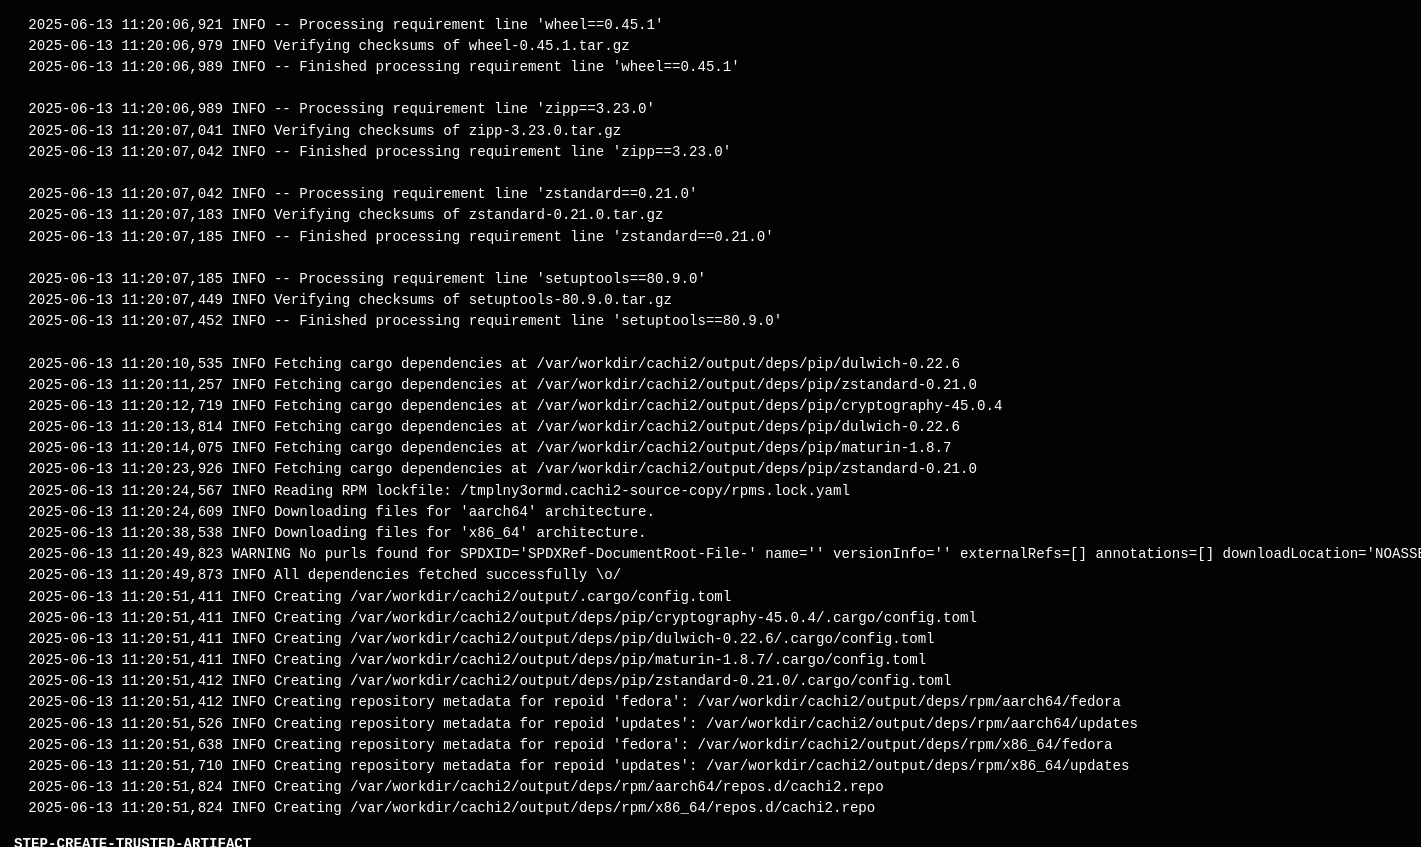 2025-06-13 11:20:06,921 INFO -- Processing requirement line 'wheel==0.45.1'
2025-06-13 11:20:06,979 INFO Verifying checksums of wheel-0.45.1.tar.gz
2025-06-13 11:20:06,989 INFO -- Finished processing requirement line 'wheel==0.45.1'
2025-06-13 11:20:06,989 INFO -- Processing requirement line 'zipp==3.23.0'
2025-06-13 11:20:07,041 INFO Verifying checksums of zipp-3.23.0.tar.gz
2025-06-13 11:20:07,042 INFO -- Finished processing requirement line 'zipp==3.23.0'
2025-06-13 11:20:07,042 INFO -- Processing requirement line 'zstandard==0.21.0'
2025-06-13 11:20:07,183 INFO Verifying checksums of zstandard-0.21.0.tar.gz
2025-06-13 11:20:07,185 INFO -- Finished processing requirement line 'zstandard==0.21.0'
2025-06-13 11:20:07,185 INFO -- Processing requirement line 'setuptools==80.9.0'
2025-06-13 11:20:07,449 INFO Verifying checksums of setuptools-80.9.0.tar.gz
2025-06-13 11:20:07,452 INFO -- Finished processing requirement line 'setuptools==80.9.0'
2025-06-13 11:20:10,535 INFO Fetching cargo dependencies at /var/workdir/cachi2/output/deps/pip/dulwich-0.22.6
2025-06-13 11:20:11,257 INFO Fetching cargo dependencies at /var/workdir/cachi2/output/deps/pip/zstandard-0.21.0
2025-06-13 11:20:12,719 INFO Fetching cargo dependencies at /var/workdir/cachi2/output/deps/pip/cryptography-45.0.4
2025-06-13 11:20:13,814 INFO Fetching cargo dependencies at /var/workdir/cachi2/output/deps/pip/dulwich-0.22.6
2025-06-13 11:20:14,075 INFO Fetching cargo dependencies at /var/workdir/cachi2/output/deps/pip/maturin-1.8.7
2025-06-13 11:20:23,926 INFO Fetching cargo dependencies at /var/workdir/cachi2/output/deps/pip/zstandard-0.21.0
2025-06-13 11:20:24,567 INFO Reading RPM lockfile: /tmplny3ormd.cachi2-source-copy/rpms.lock.yaml
2025-06-13 11:20:24,609 INFO Downloading files for 'aarch64' architecture.
2025-06-13 11:20:38,538 INFO Downloading files for 'x86_64' architecture.
2025-06-13 11:20:49,823 WARNING No purls found for SPDXID='SPDXRef-DocumentRoot-File-' name='' versionInfo='' externalRefs=[] annotations=[] downloadLocation='NOASSE
2025-06-13 11:20:49,873 INFO All dependencies fetched successfully \o/
2025-06-13 11:20:51,411 INFO Creating /var/workdir/cachi2/output/.cargo/config.toml
2025-06-13 11:20:51,411 INFO Creating /var/workdir/cachi2/output/deps/pip/cryptography-45.0.4/.cargo/config.toml
2025-06-13 11:20:51,411 INFO Creating /var/workdir/cachi2/output/deps/pip/dulwich-0.22.6/.cargo/config.toml
2025-06-13 11:20:51,411 INFO Creating /var/workdir/cachi2/output/deps/pip/maturin-1.8.7/.cargo/config.toml
2025-06-13 11:20:51,412 INFO Creating /var/workdir/cachi2/output/deps/pip/zstandard-0.21.0/.cargo/config.toml
2025-06-13 11:20:51,412 INFO Creating repository metadata for repoid 'fedora': /var/workdir/cachi2/output/deps/rpm/aarch64/fedora
2025-06-13 11:20:51,526 INFO Creating repository metadata for repoid 'updates': /var/workdir/cachi2/output/deps/rpm/aarch64/updates
2025-06-13 11:20:51,638 INFO Creating repository metadata for repoid 'fedora': /var/workdir/cachi2/output/deps/rpm/x86_64/fedora
2025-06-13 11:20:51,710 INFO Creating repository metadata for repoid 'updates': /var/workdir/cachi2/output/deps/rpm/x86_64/updates
2025-06-13 11:20:51,824 INFO Creating /var/workdir/cachi2/output/deps/rpm/aarch64/repos.d/cachi2.repo
2025-06-13 11:20:51,824 INFO Creating /var/workdir/cachi2/output/deps/rpm/x86_64/repos.d/cachi2.repo
STEP-CREATE-TRUSTED-ARTIFACT